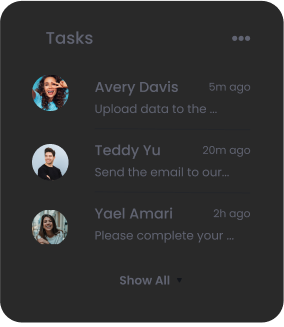 Tasks
Avery Davis 5m ago
Upload data to the ...
Teddy Yu 20m ago
Send the email to our...
Yael Amari 2h ago
Please complete your ...
Show All